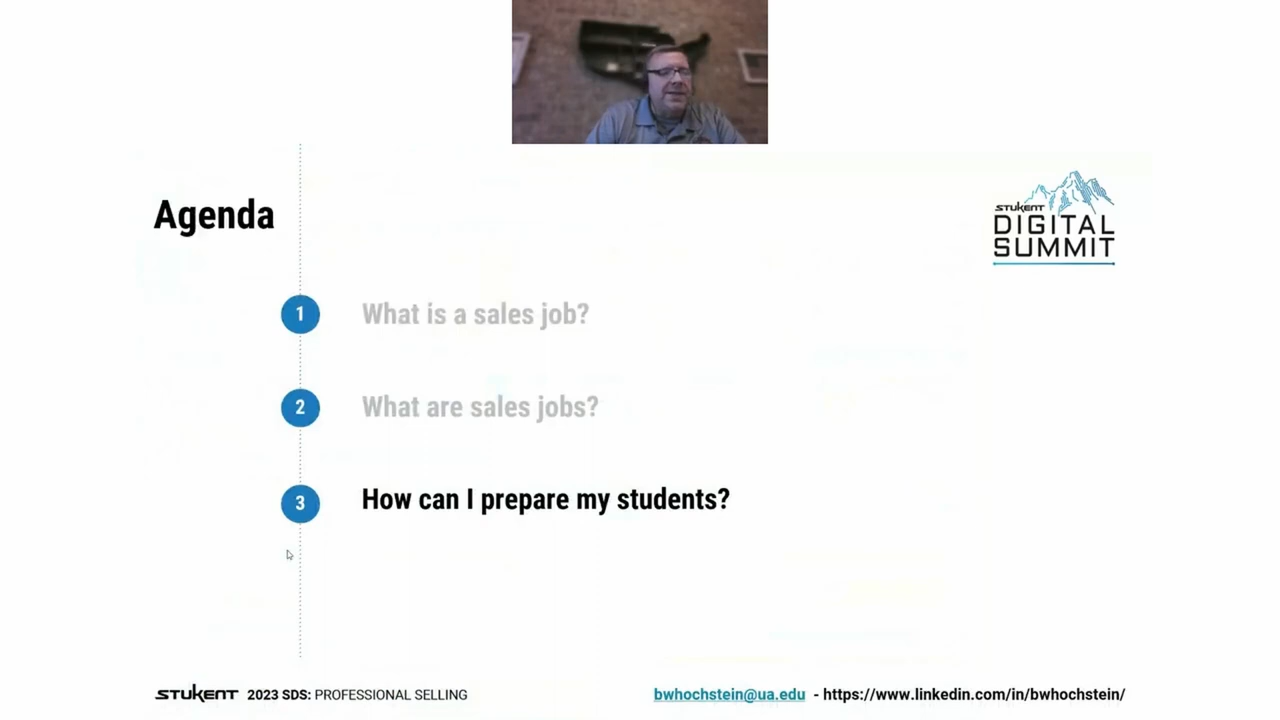 Agenda
STUKENT
DIGITAL
SUMMIT
1 What is a sales job?
2 What are sales jobs?
3 How can I prepare my students?
STUKENT 2023 SDS: PROFESSIONAL SELLING bwhochstein@ua.edu - https://www.linkedin.com/in/bwhochstein/